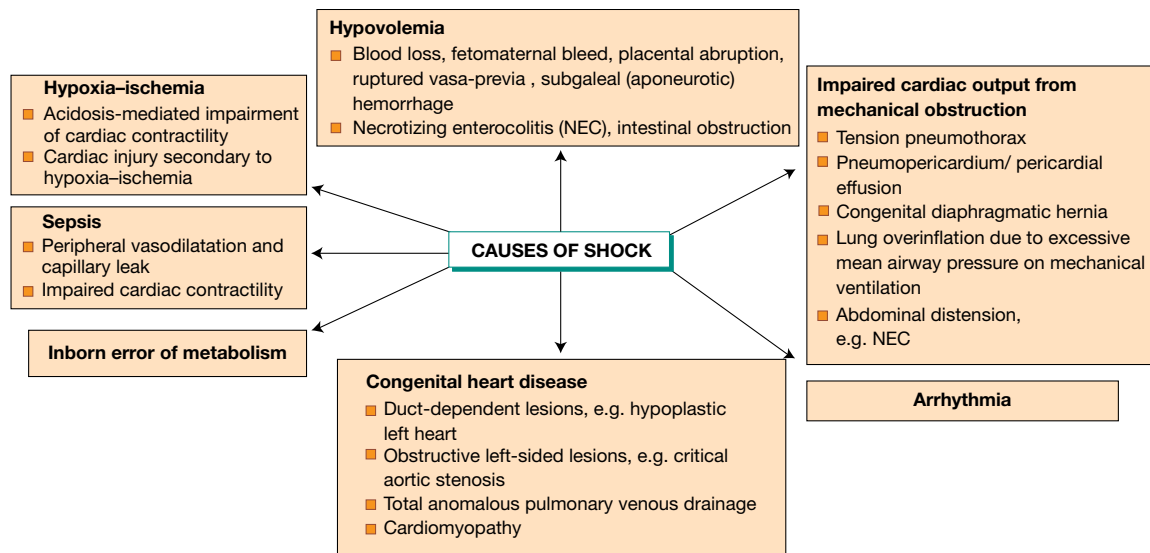 Hypovolemia
Blood loss, fetomaternal bleed, placental abruption,
ruptured vasa-previa , subgaleal (aponeurotic)
hemorrhage
Necrotizing enterocolitis (NEC), intestinal obstruction
Hypoxia–ischemia
Acidosis-mediated impairment
of cardiac contractility
Cardiac injury secondary to
hypoxia–ischemia
Impaired cardiac output from
mechanical obstruction
Tension pneumothorax
Pneumopericardium/ pericardial
effusion
Congenital diaphragmatic hernia
Lung overinflation due to excessive
mean airway pressure on mechanical
ventilation
Abdominal distension,
e.g. NEC
Sepsis
Peripheral vasodilatation and
capillary leak
Impaired cardiac contractility
CAUSES OF SHOCK
Inborn error of metabolism
Congenital heart disease
Duct-dependent lesions, e.g. hypoplastic
left heart
Obstructive left-sided lesions, e.g. critical
aortic stenosis
Total anomalous pulmonary venous drainage
Cardiomyopathy
Arrhythmia